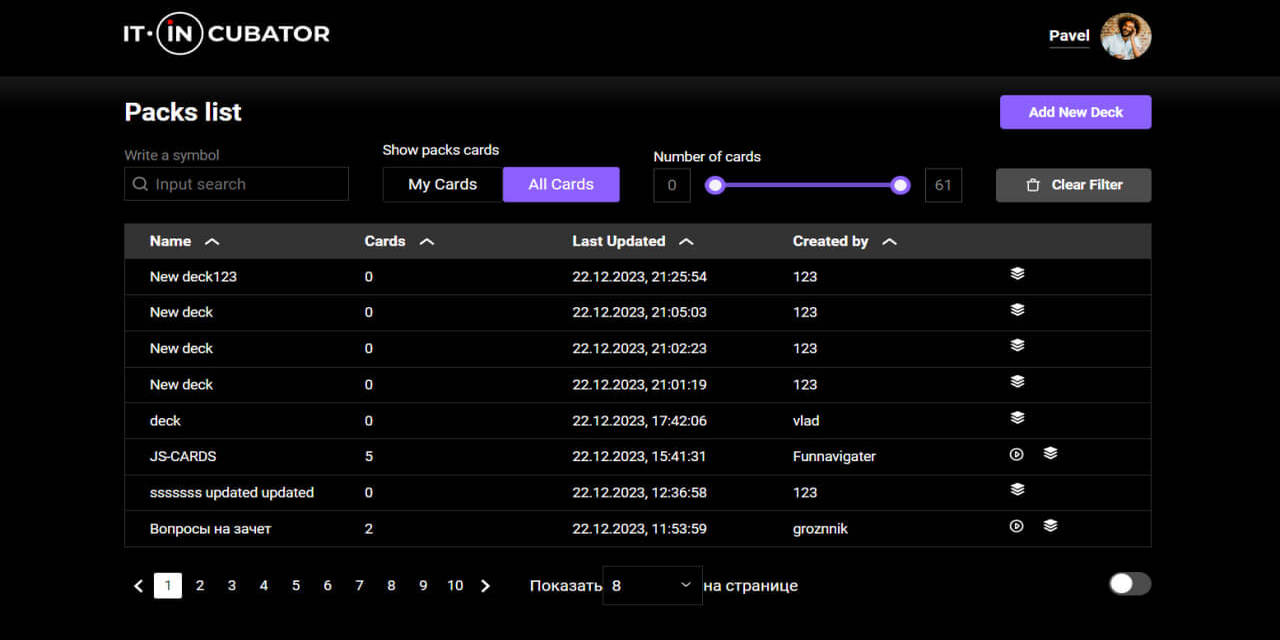 IT·INCUBATOR
Pavel
Packs list
Add New Deck
Write a symbol
Input search
Show packs cards
My Cards All Cards
Number of cards
0 61
Clear Filter
Name Cards Last Updated Created by
New deck123 0 22.12.2023, 21:25:54 123
New deck 0 22.12.2023, 21:05:03 123
New deck 0 22.12.2023, 21:02:23 123
New deck 0 22.12.2023, 21:01:19 123
deck 0 22.12.2023, 17:42:06 vlad
JS-CARDS 5 22.12.2023, 15:41:31 Funnavigater
sssssss updated updated 0 22.12.2023, 12:36:58 123
Вопросы на зачет 2 22.12.2023, 11:53:59 groznnik
1 2 3 4 5 6 7 8 9 10 Показать 8 на странице